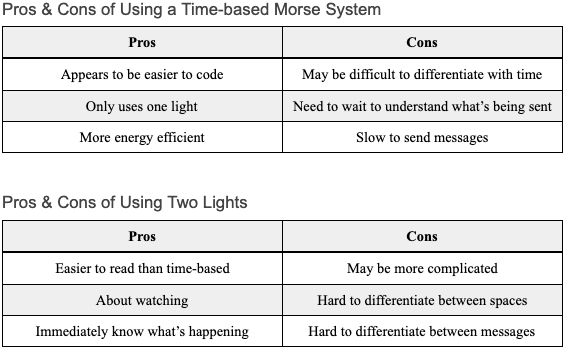 Pros & Cons of Using a Time-based Morse System
Pros Cons
Appears to be easier to code May be difficult to differentiate with time
Only uses one light Need to wait to understand what’s being sent
More energy efficient Slow to send messages
Pros & Cons of Using Two Lights
Pros Cons
Easier to read than time-based May be more complicated
About watching Hard to differentiate between spaces
Immediately know what’s happening Hard to differentiate between messages